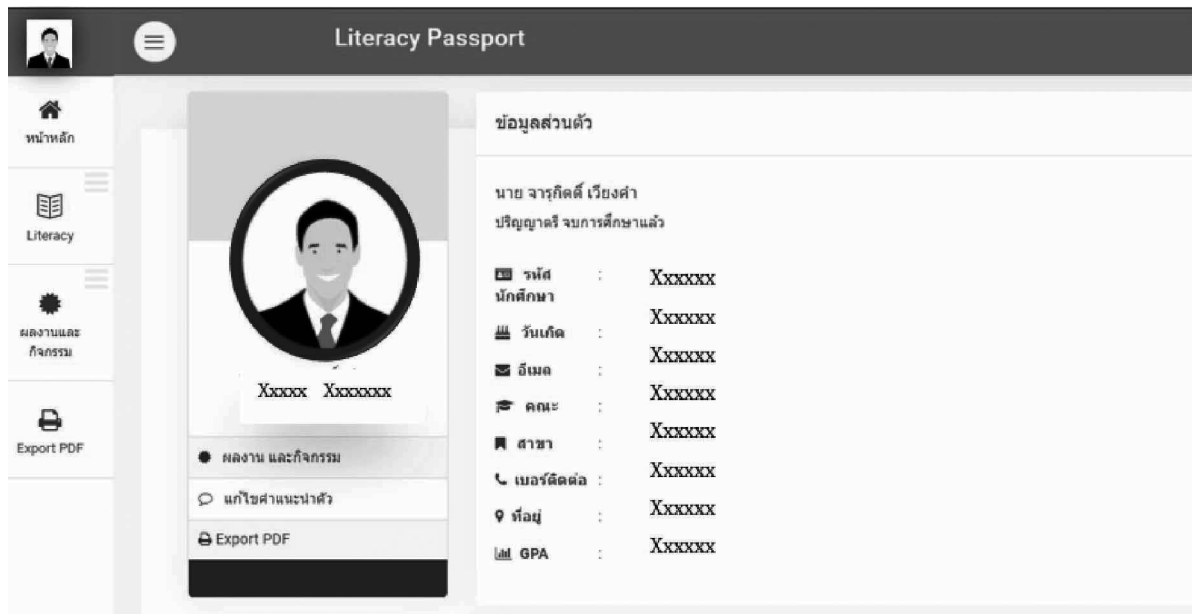 Literacy Passport
หน้าหลัก
Literacy
ผลงานและ
กิจกรรม
Export PDF
Xxxxx Xxxxxxx
ผลงาน และกิจกรรม
แก้ไขคำแนะนำตัว
Export PDF
ข้อมูลส่วนตัว
นาย จารุกิตติ์ เวียงคำ
ปริญญาตรี จบการศึกษาแล้ว
รหัส : Xxxxxx
นักศึกษา
วันเกิด : Xxxxxx
อีเมล : Xxxxxx
คณะ : Xxxxxx
สาขา : Xxxxxx
เบอร์ติดต่อ : Xxxxxx
ที่อยู่ : Xxxxxx
GPA : Xxxxxx